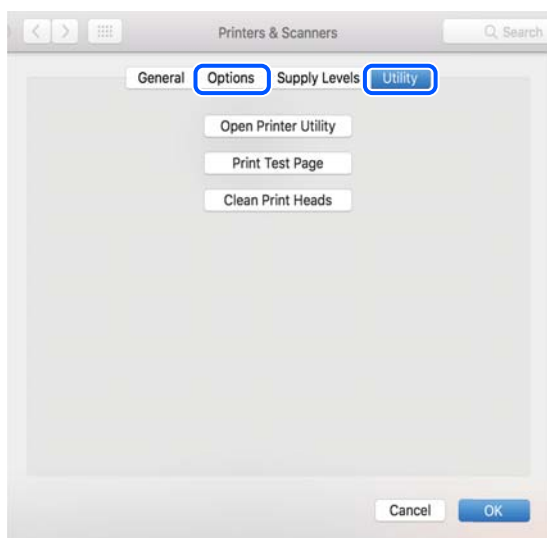 Printers & Scanners Search
General Options Supply Levels Utility
Open Printer Utility
Print Test Page
Clean Print Heads
Cancel OK